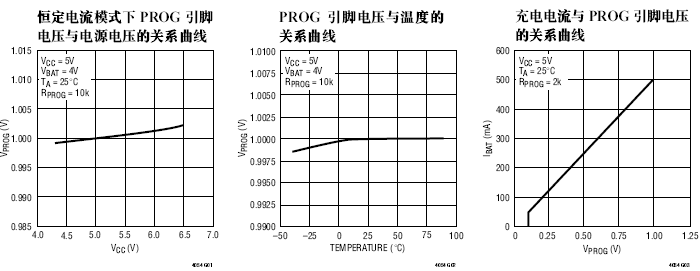 恒定电流模式下 PROG 引脚
电压与电源电压的关系曲线
1.015
1.010
1.005
1.000
0.995
0.990
0.985
VPROG (V)
VCC = 5V
VBAT = 4V
TA = 25°C
RPROG = 10k
4.0 4.5 5.0 5.5 6.0 6.5 7.0
VCC (V)
4054 G01
PROG 引脚电压与温度的
关系曲线
1.0100
1.0075
1.0050
1.0025
1.0000
0.9975
0.9950
0.9925
0.9900
VPROG (V)
VCC = 5V
VBAT = 4V
RPROG = 10k
–50 –25 0 25 50 75 100
TEMPERATURE (°C)
4054 G02
充电电流与 PROG 引脚电压
的关系曲线
600
500
400
300
200
100
0
IBAT (mA)
VCC = 5V
TA = 25°C
RPROG = 2k
0 0.25 0.50 0.75 1.00 1.25
VPROG (V)
4054 G03